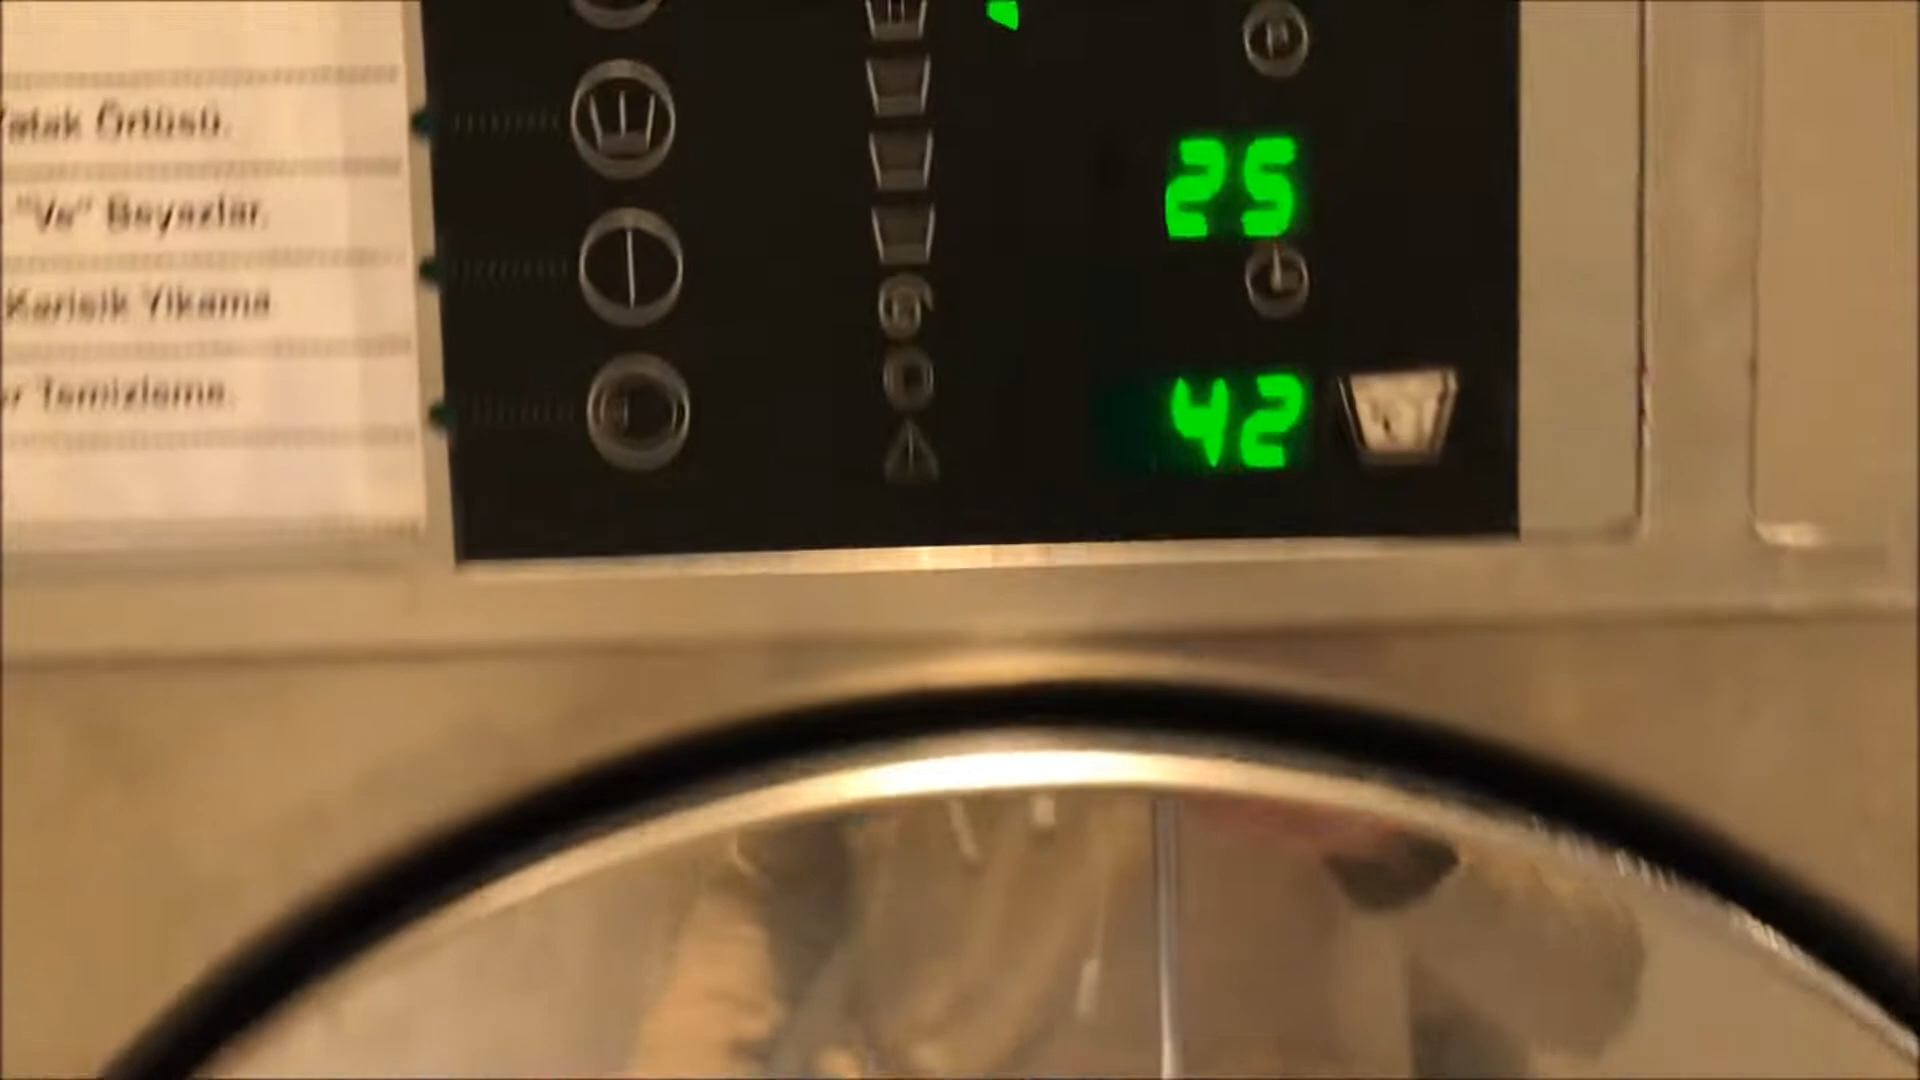 Yatak Örtüsü.
"Ve" Beyazlar.
Karisik Yikama
Temizleme.
25
42